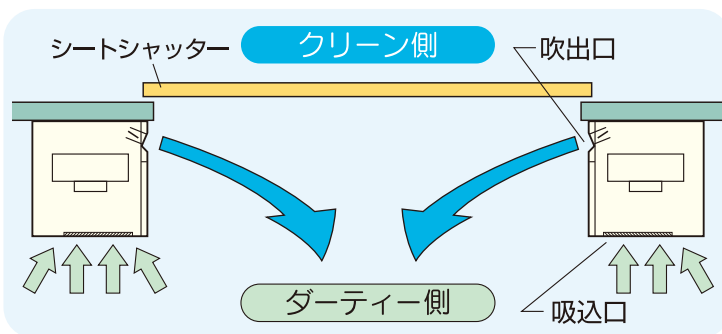 シートシャッター
クリーン側
吹出口
ダーティー側
吸込口